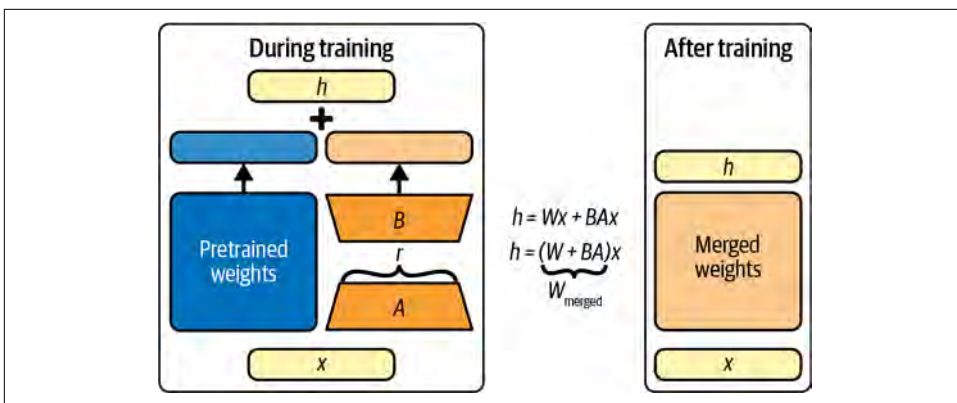 During training
h
+
B
Pretrained
weights
r
A
x
h = Wx + BAx
h = (W + BA)x
W merged
After training
h
Merged
weights
x